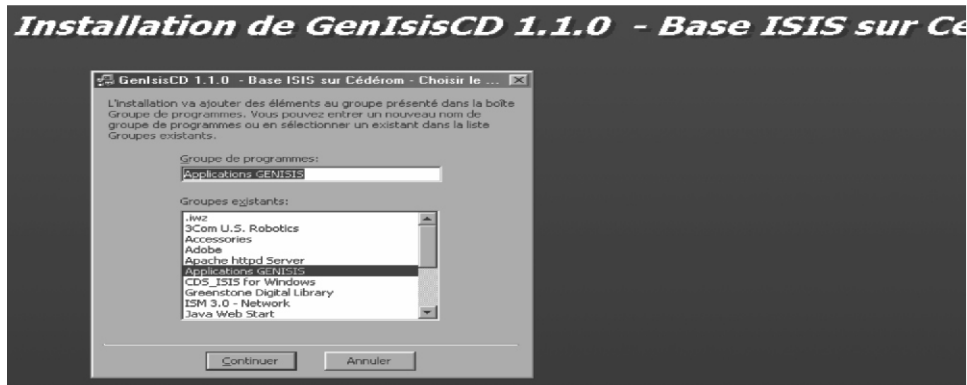 Installation de GenIsisCD 1.1.0 - Base ISIS sur Cé
GenIsisCD 1.1.0 - Base ISIS sur Cédérom - Choisir le ...
L'installation va ajouter des éléments au groupe présenté dans la boîte
Groupe de programmes. Vous pouvez entrer un nouveau nom de
groupe de programmes ou en sélectionner un existant dans la liste
Groupes existants.
Groupe de programmes:
Applications GENISIS
Groupes existants:
.iwz
3Com U.S. Robotics
Accessories
Adobe
Apache httpd Server
Applications GENISIS
CDS_ISIS for Windows
Greenstone Digital Library
ISM 3.0 - Network
Java Web Start
Continuer
Annuler